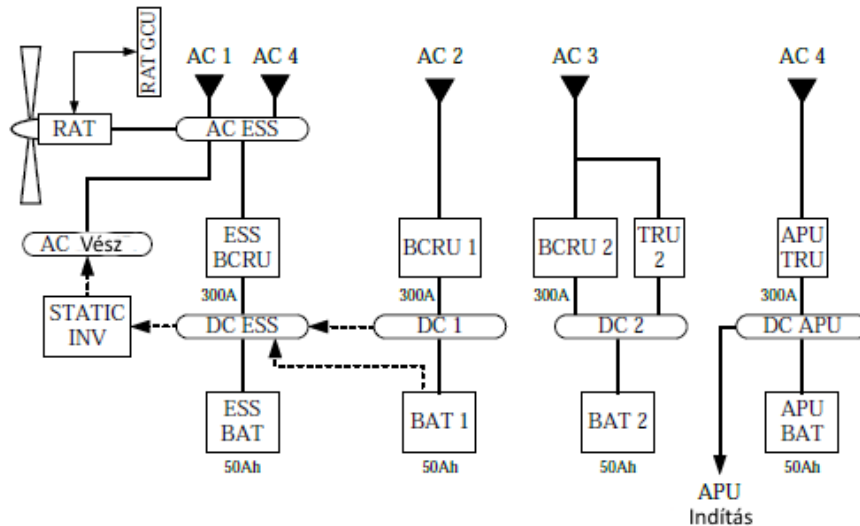 RAT GCU
AC 1
AC 4
AC 2
AC 3
AC 4
RAT
AC ESS
AC Vész
ESS
BCRU
BCRU 1
BCRU 2
TRU
2
APU
TRU
300A
300A
300A
300A
STATIC
INV
DC ESS
DC 1
DC 2
DC APU
ESS
BAT
BAT 1
BAT 2
APU
BAT
50Ah
50Ah
50Ah
50Ah
APU
Indítás